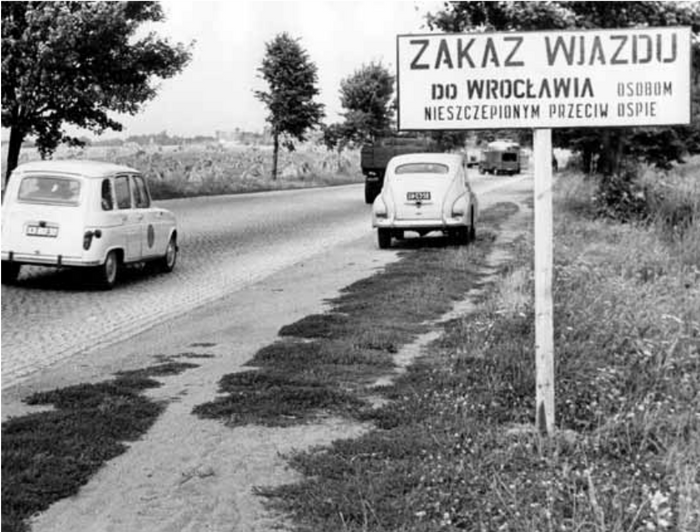 ZAKAZ WJAZDU
DO WROCŁAWIA OSOBOM
NIESZCZEPIONYM PRZECIW OSPIE